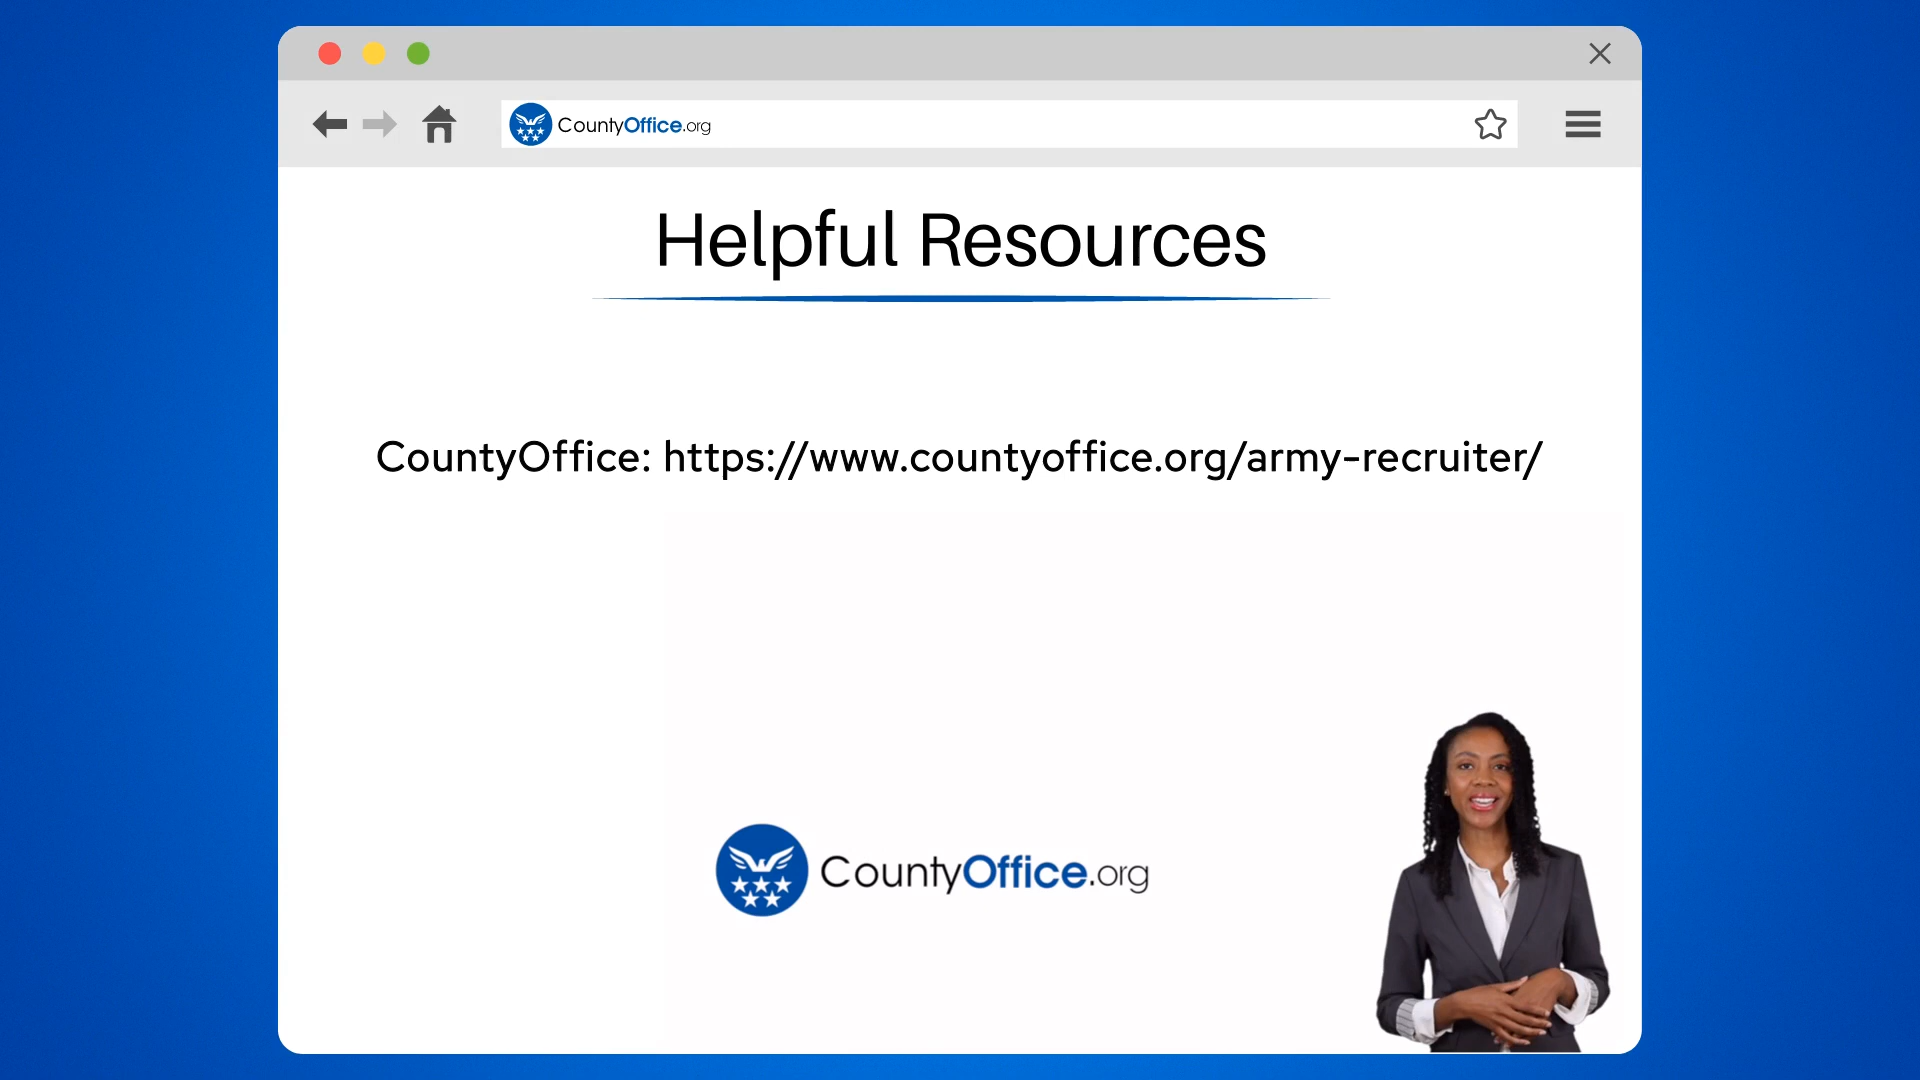 CountyOffice.org
Helpful Resources
CountyOffice: https://www.countyoffice.org/army-recruiter/
CountyOffice.org